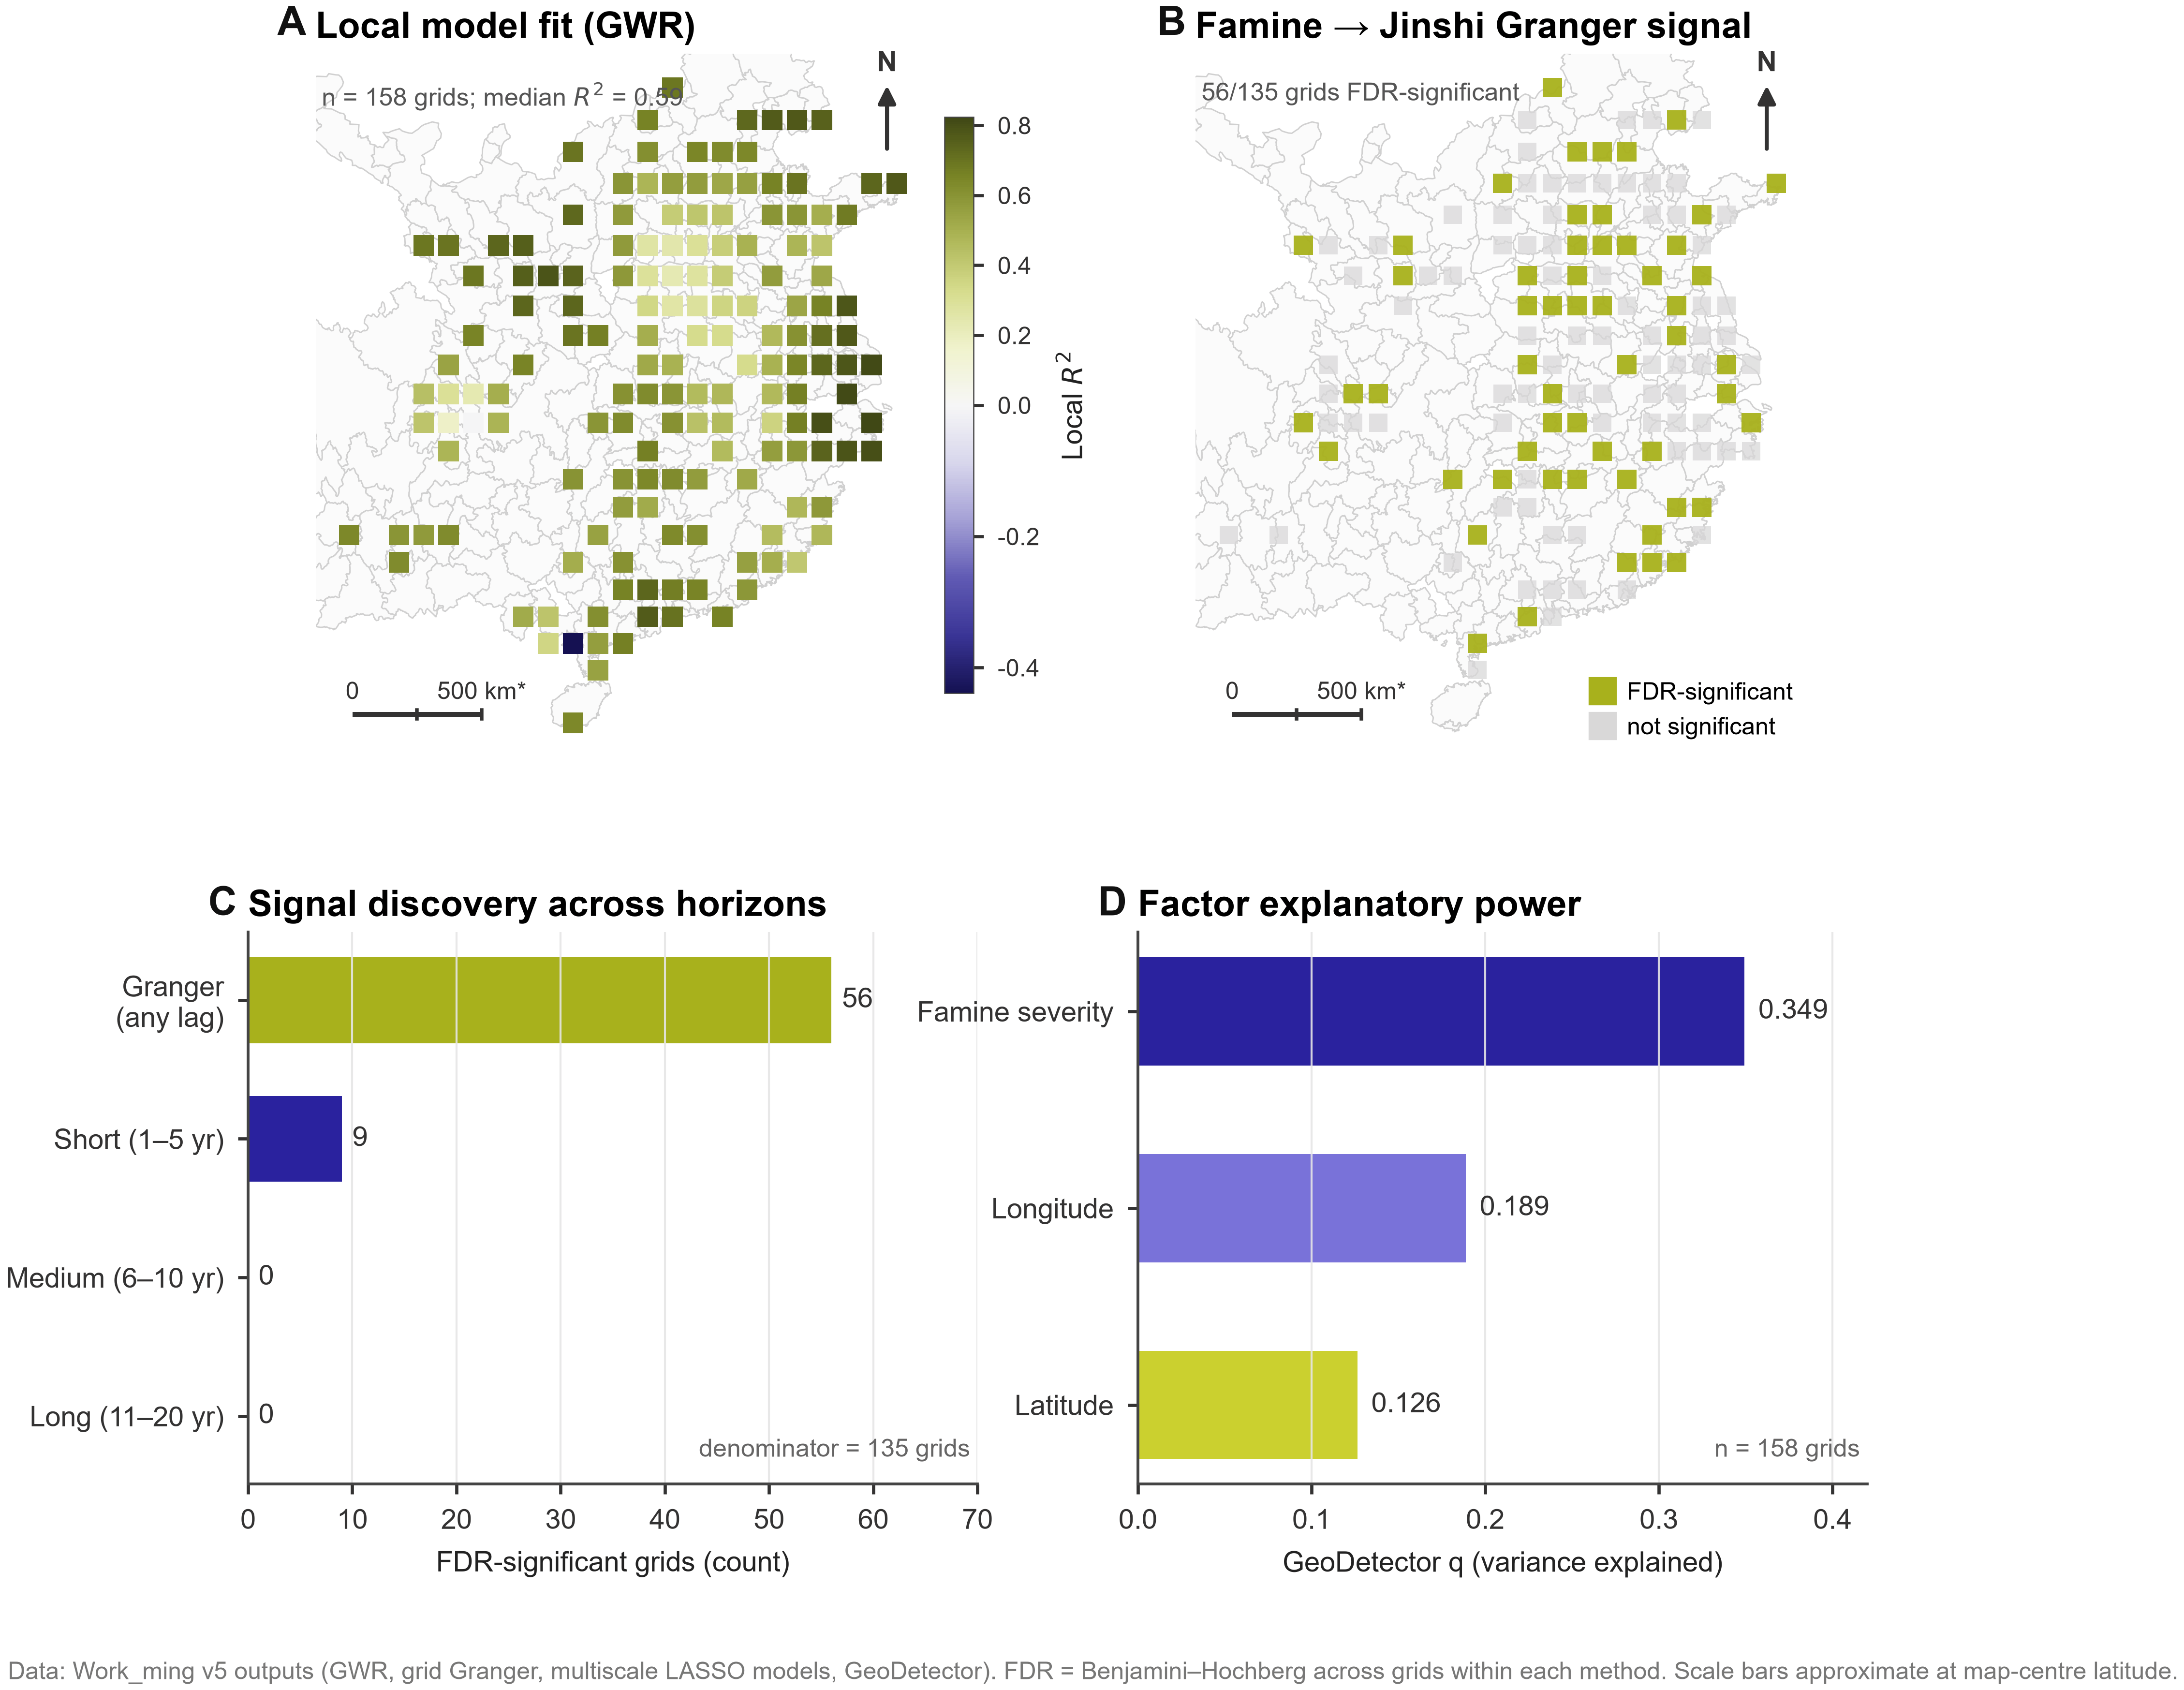 A Local model fit (GWR)
n = 158 grids; median R² = 0.59
N
0.8
0.6
0.4
0.2
0.0
-0.2
-0.4
Local R²
0 500 km*
B Famine → Jinshi Granger signal
56/135 grids FDR-significant
N
0 500 km*
FDR-significant
not significant
C Signal discovery across horizons
Granger
(any lag)
56
Short (1–5 yr)
9
Medium (6–10 yr)
0
Long (11–20 yr)
0
denominator = 135 grids
0 10 20 30 40 50 60 70
FDR-significant grids (count)
D Factor explanatory power
Famine severity
0.349
Longitude
0.189
Latitude
0.126
n = 158 grids
0.0 0.1 0.2 0.3 0.4
GeoDetector q (variance explained)
Data: Work_ming v5 outputs (GWR, grid Granger, multiscale LASSO models, GeoDetector). FDR = Benjamini–Hochberg across grids within each method. Scale bars approximate at map-centre latitude.